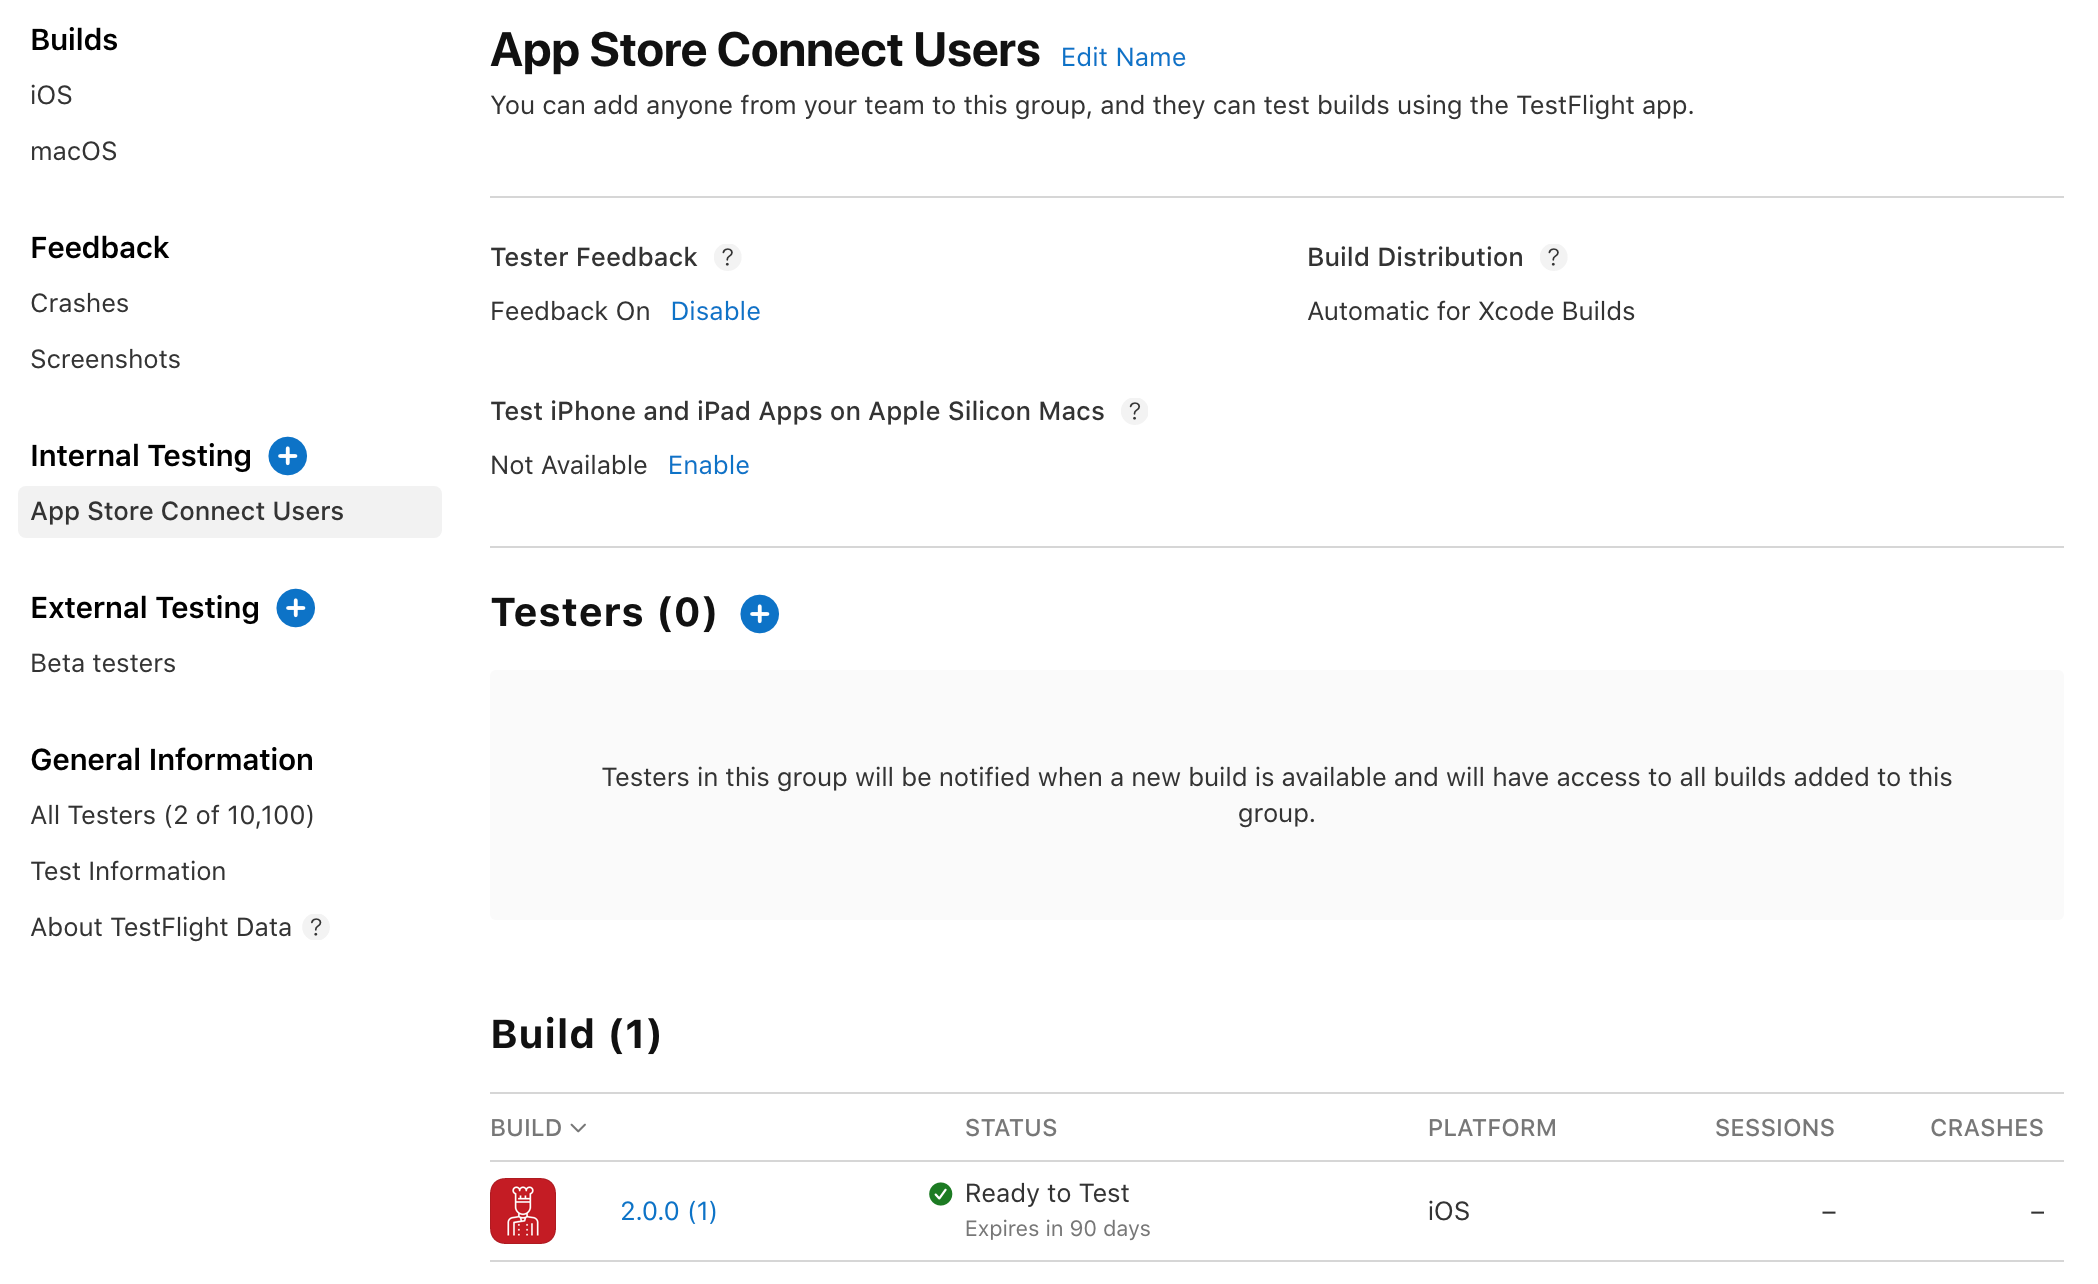 Builds
iOS
macOS
Feedback
Crashes
Screenshots
Internal Testing
App Store Connect Users
External Testing
Beta testers
General Information
All Testers (2 of 10,100)
Test Information
About TestFlight Data ?
App Store Connect Users Edit Name
You can add anyone from your team to this group, and they can test builds using the TestFlight app.
Tester Feedback ?
Feedback On Disable
Build Distribution ?
Automatic for Xcode Builds
Test iPhone and iPad Apps on Apple Silicon Macs ?
Not Available Enable
Testers (0)
Testers in this group will be notified when a new build is available and will have access to all builds added to this
group.
Build (1)
BUILD STATUS PLATFORM SESSIONS CRASHES
2.0.0 (1) Ready to Test iOS – –
Expires in 90 days